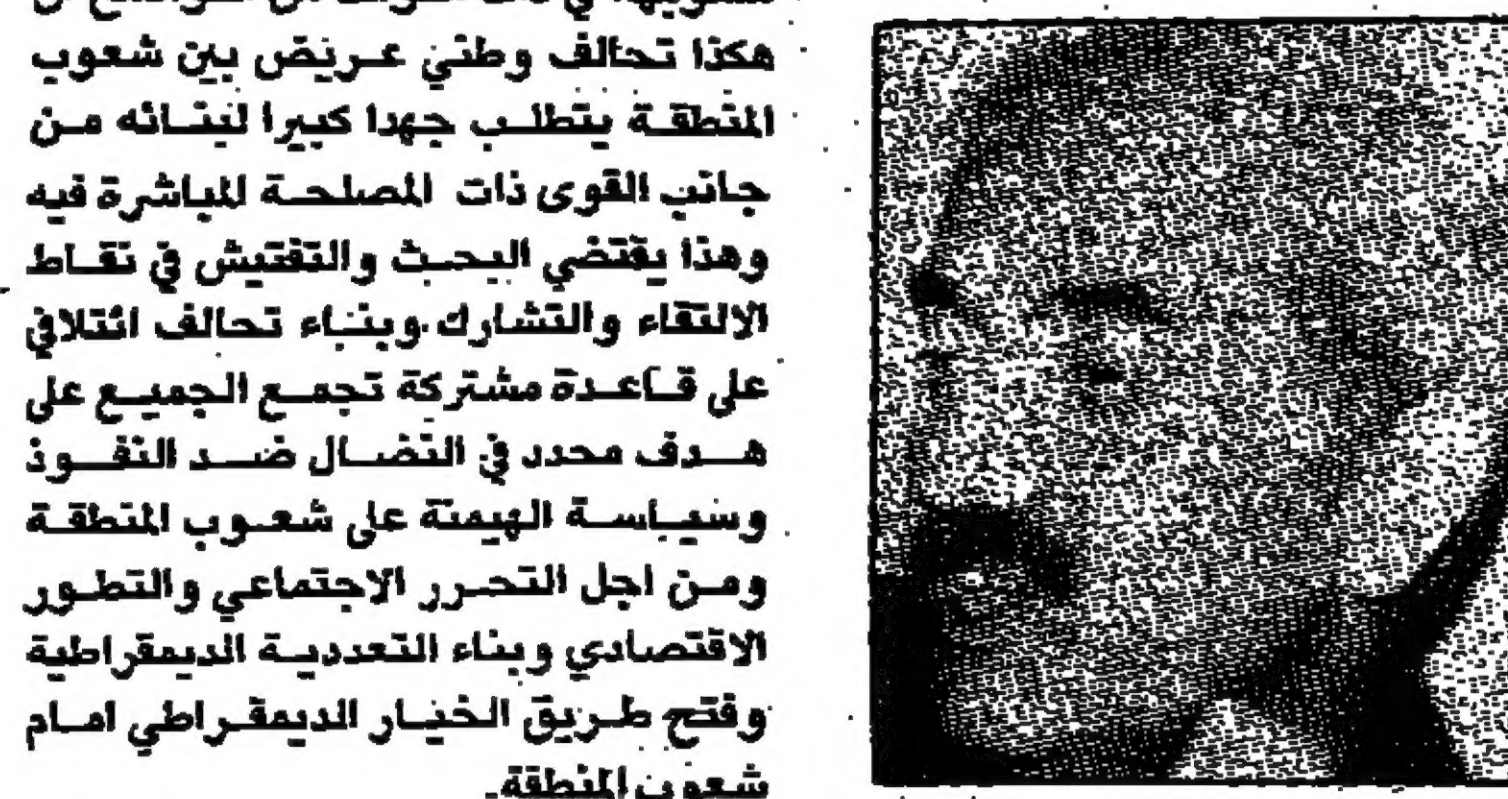 هكذا تحالف وطني عريض بين شعوب
المنطقة يتطلب جهدا كبيرا لبنائه من
جانب القوى ذات المصلحة المباشرة فيه
وهذا يقتضي البحث والتفتيش في نقاط
الالتقاء والتشارك وبناء تحالف ائتلافي
على قاعدة مشتركة تجمع الجميع على
هدف محدد في النضال ضد النفوذ
وسياسة الهيمنة على شعوب المنطقة
ومن اجل التحرر الاجتماعي والتطور
الاقتصادي وبناء التعددية الديمقراطية
وفتح طريق الخيار الديمقراطي امام
شعوب المنطقة.